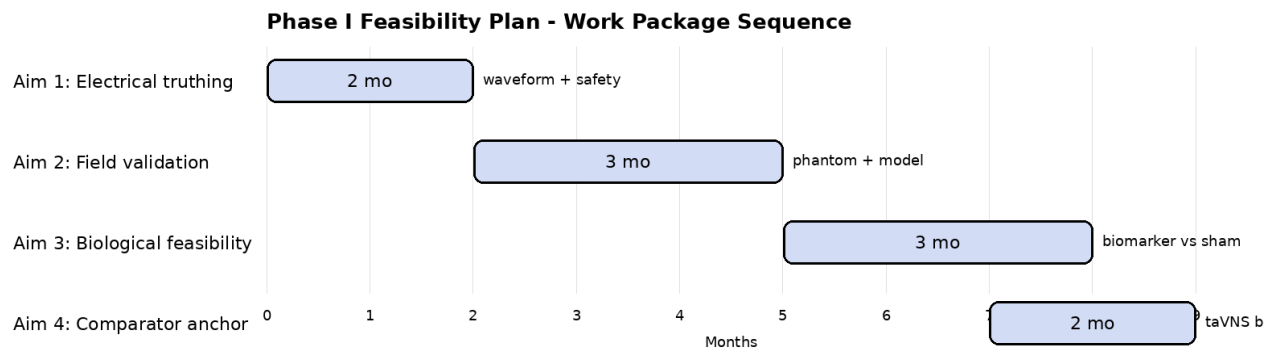 Phase I Feasibility Plan - Work Package Sequence
Aim 1: Electrical truthing
2 mo
waveform + safety
Aim 2: Field validation
3 mo
phantom + model
Aim 3: Biological feasibility
3 mo
biomarker vs sham
Aim 4: Comparator anchor
2 mo
taVNS b
0 1 2 3 4 5 6
Months